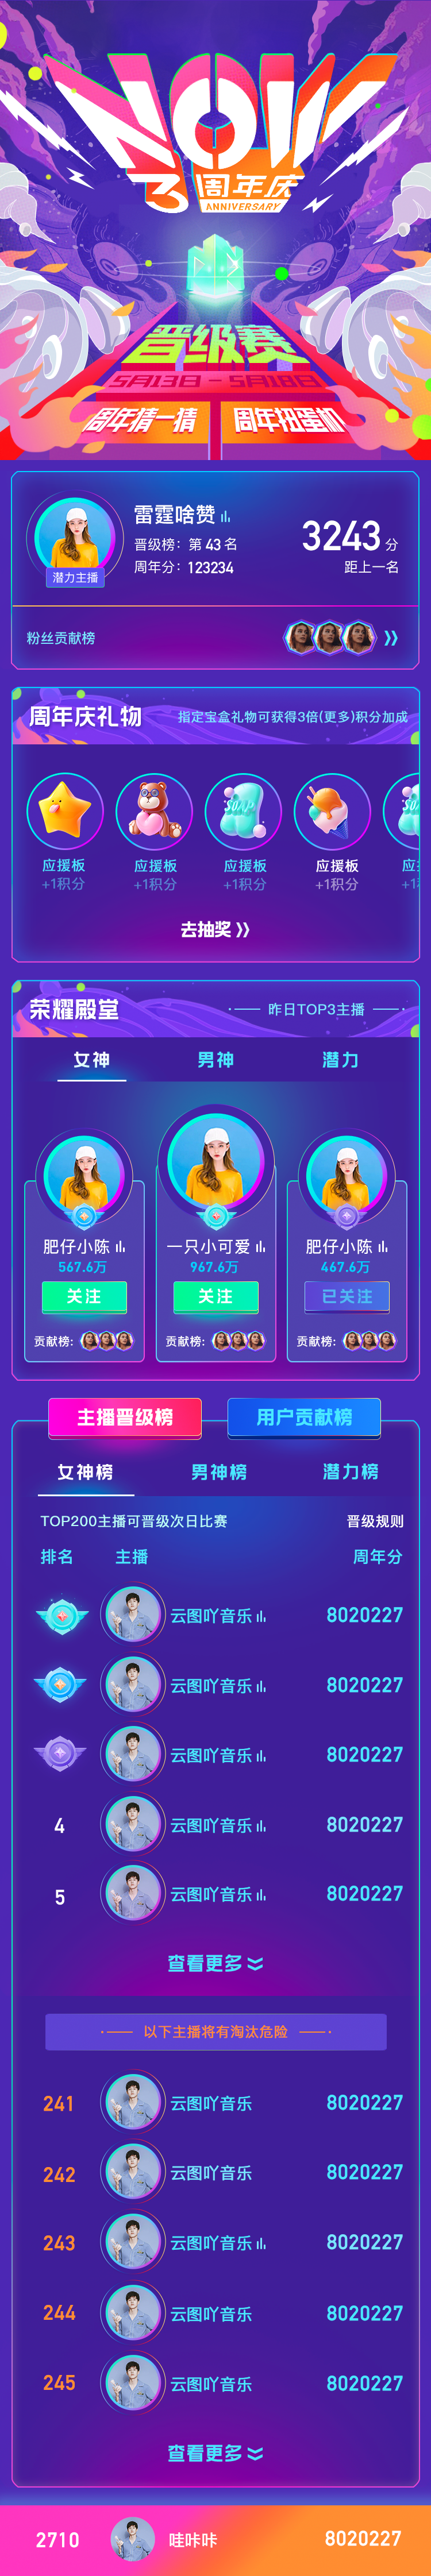 NOW
3周年庆
ANNIVERSARY
晋级赛
5月13日 - 5月18日
周年猜一猜 周年扭蛋机
雷霆啥赞
晋级榜：第 43 名
周年分：123234
3243 分
距上一名
潜力主播
粉丝贡献榜
周年庆礼物 指定宝盒礼物可获得3倍(更多)积分加成
SOAP SO
应援板 应援板 应援板 应援板 应
+1积分 +1积分 +1积分 +1积分 +1
去抽奖
荣耀殿堂 昨日TOP3主播
女神 男神 潜力
肥仔小陈 一只小可爱 肥仔小陈
567.6万 967.6万 467.6万
关注 关注 已关注
贡献榜: 贡献榜: 贡献榜:
主播晋级榜 用户贡献榜
女神榜 男神榜 潜力榜
TOP200主播可晋级次日比赛 晋级规则
排名 主播 周年分
云图吖音乐 8020227
云图吖音乐 8020227
云图吖音乐 8020227
4 云图吖音乐 8020227
5 云图吖音乐 8020227
查看更多
以下主播将有淘汰危险
241 云图吖音乐 8020227
242 云图吖音乐 8020227
243 云图吖音乐 8020227
244 云图吖音乐 8020227
245 云图吖音乐 8020227
查看更多
2710 哇咔咔 8020227